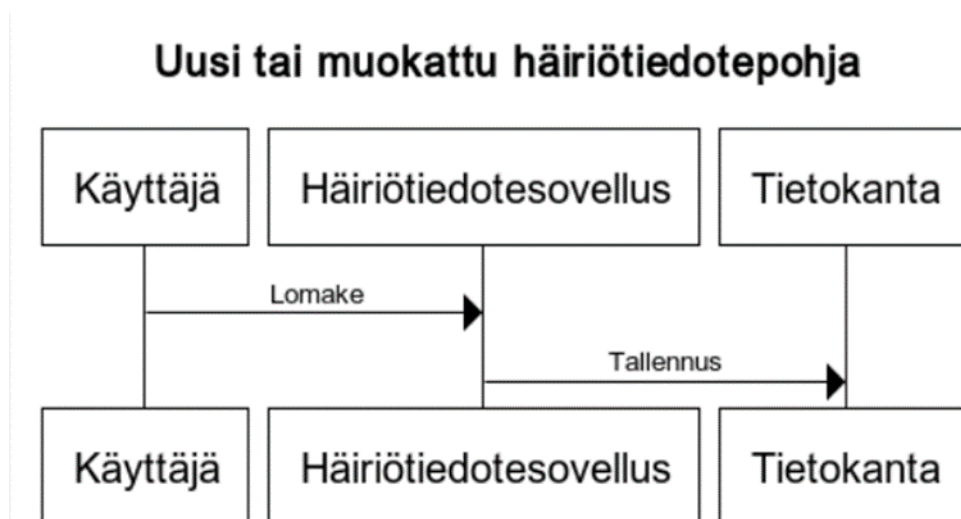 Uusi tai muokattu häiriötiedotepohja
Käyttäjä Häiriötiedotesovellus Tietokanta
Lomake
Tallennus
Käyttäjä Häiriötiedotesovellus Tietokanta